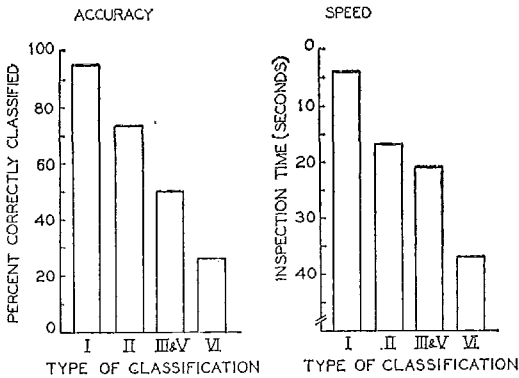 ACCURACY
PERCENT CORRECTLY CLASSIFIED
100
80
60
40
20
0
I II III&V VI
TYPE OF CLASSIFICATION
SPEED
INSPECTION TIME (SECONDS)
0
10
20
30
40
I II III&V VI
TYPE OF CLASSIFICATION